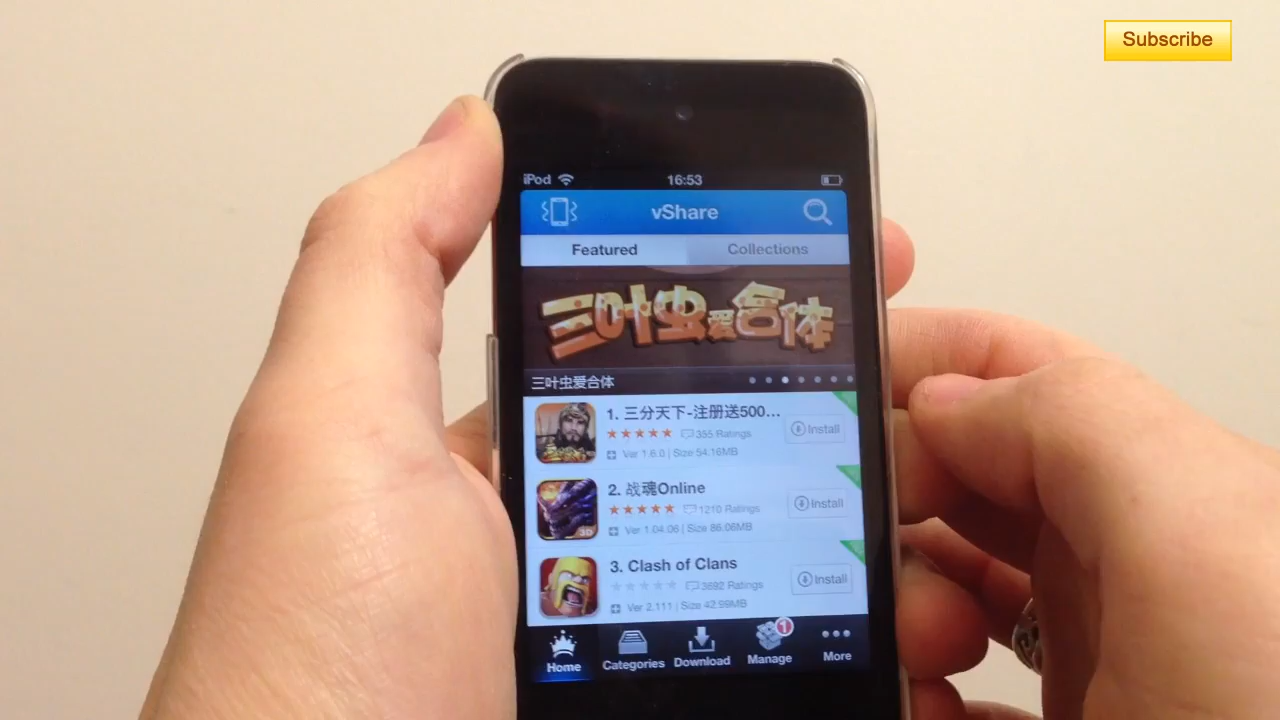 Subscribe
iPod 16:53
vShare
Featured Collections
三叶虫爱合体
三叶虫爱合体
1. 三分天下-注册送500...
355 Ratings Install
Ver 1.6.0 | Size 54.16MB
2. 战魂Online
1210 Ratings Install
Ver 1.04.06 | Size 86.06MB
3D
3. Clash of Clans
3692 Ratings Install
Ver 2.111 | Size 42.99MB
1
Home Categories Download Manage More